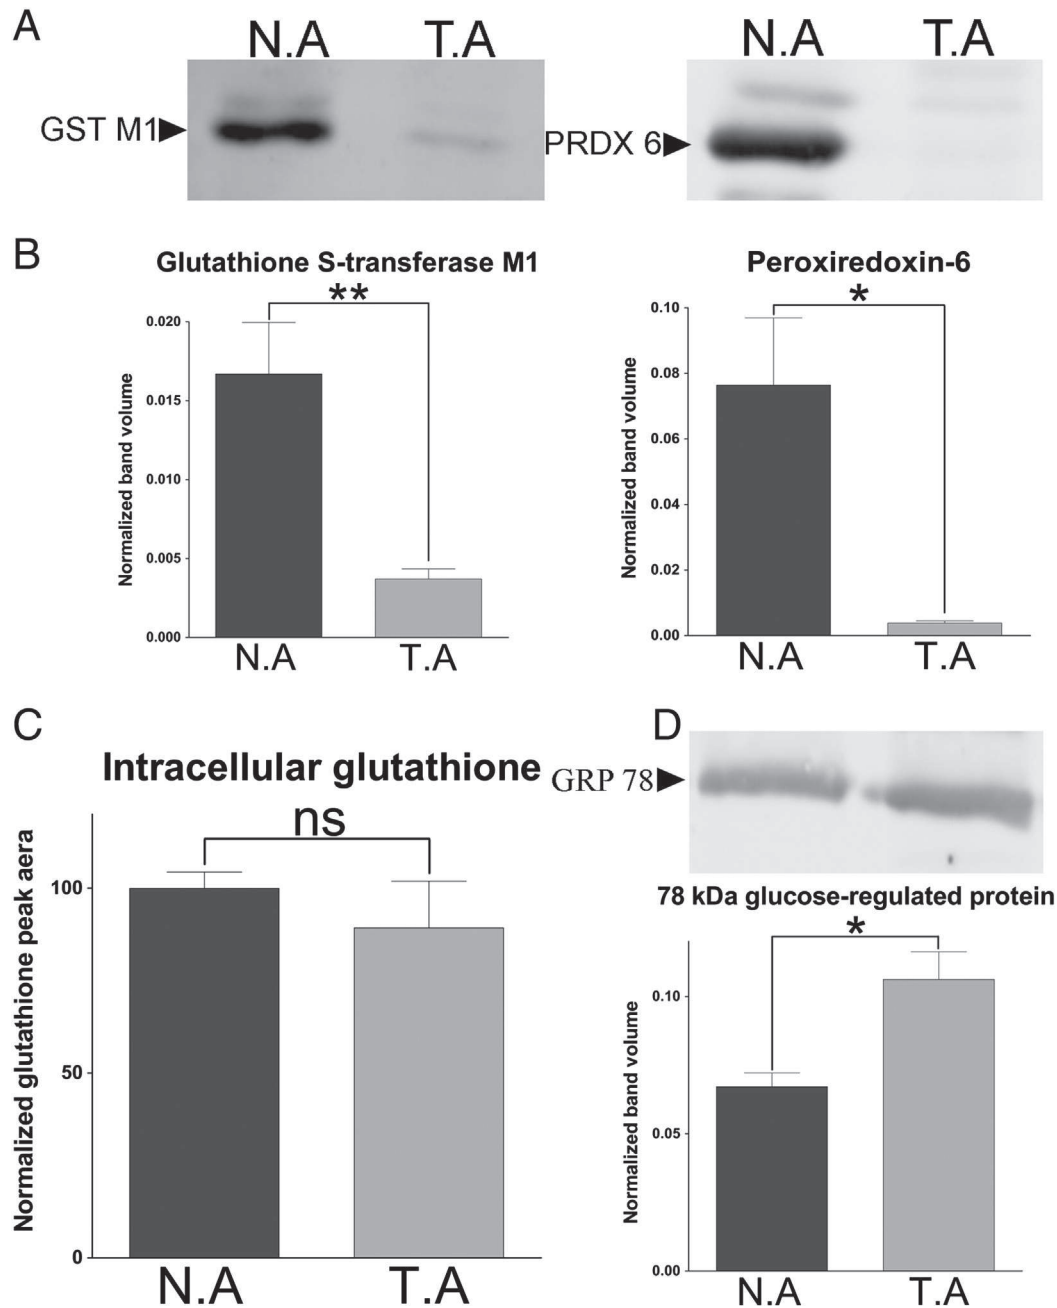 A
N.A T.A
GST M1
N.A T.A
PRDX 6
B
Glutathione S-transferase M1
**
Normalized band volume
0.020
0.015
0.010
0.005
0.000
N.A T.A
Peroxiredoxin-6
*
Normalized band volume
0.10
0.08
0.06
0.04
0.02
0.00
N.A T.A
C
Intracellular glutathione
ns
Normalized glutathione peak aera
100
50
0
N.A T.A
D
GRP 78
78 kDa glucose-regulated protein
*
Normalized band volume
0.10
0.05
0.00
N.A T.A